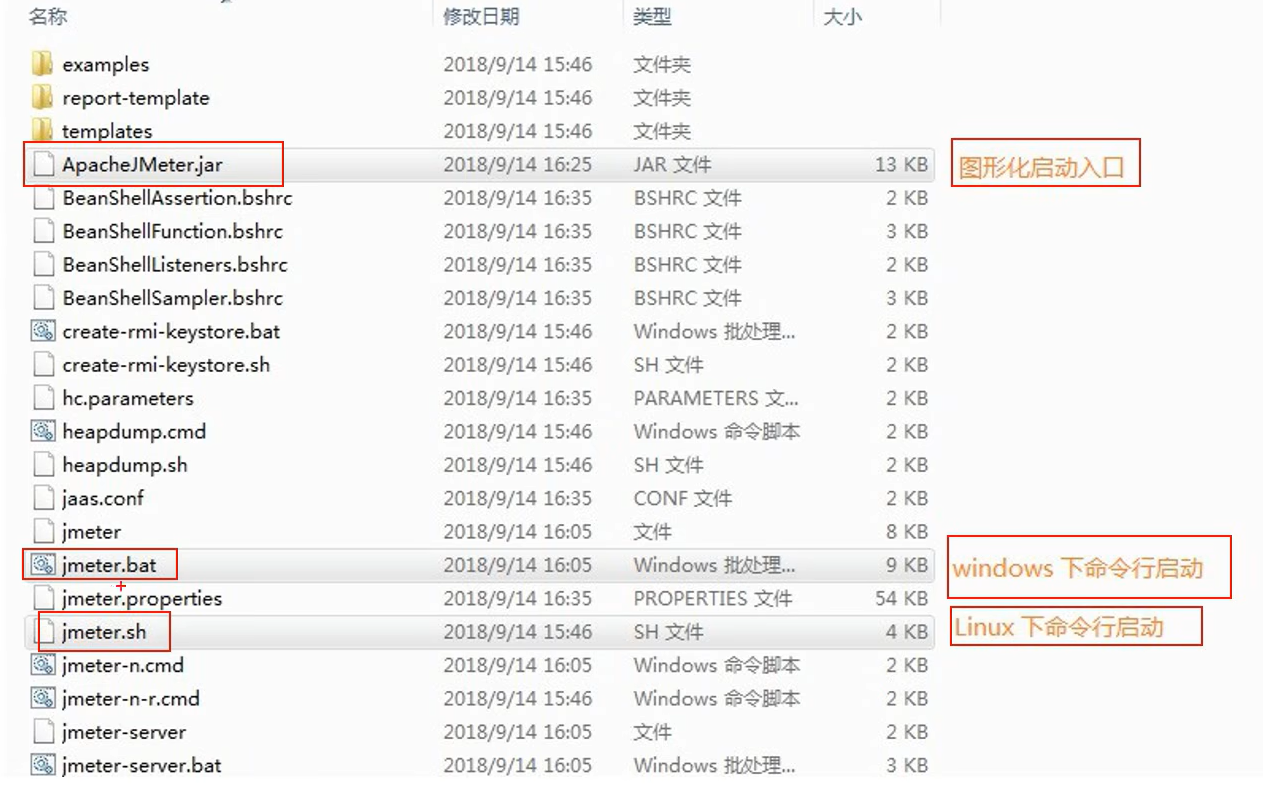 名称 修改日期 类型 大小
examples 2018/9/14 15:46 文件夹
report-template 2018/9/14 15:46 文件夹
templates 2018/9/14 15:46 文件夹
ApacheJMeter.jar 2018/9/14 16:25 JAR 文件 13 KB 图形化启动入口
BeanShellAssertion.bshrc 2018/9/14 16:35 BSHRC 文件 2 KB
BeanShellFunction.bshrc 2018/9/14 16:35 BSHRC 文件 3 KB
BeanShellListeners.bshrc 2018/9/14 16:35 BSHRC 文件 2 KB
BeanShellSampler.bshrc 2018/9/14 16:35 BSHRC 文件 3 KB
create-rmi-keystore.bat 2018/9/14 15:46 Windows 批处理... 2 KB
create-rmi-keystore.sh 2018/9/14 15:46 SH 文件 2 KB
hc.parameters 2018/9/14 16:35 PARAMETERS 文... 2 KB
heapdump.cmd 2018/9/14 15:46 Windows 命令脚本 2 KB
heapdump.sh 2018/9/14 15:46 SH 文件 2 KB
jaas.conf 2018/9/14 16:35 CONF 文件 2 KB
jmeter 2018/9/14 16:05 文件 8 KB
jmeter.bat 2018/9/14 16:05 Windows 批处理... 9 KB windows 下命令行启动
jmeter.properties 2018/9/14 16:35 PROPERTIES 文件 54 KB
jmeter.sh 2018/9/14 15:46 SH 文件 4 KB Linux 下命令行启动
jmeter-n.cmd 2018/9/14 16:05 Windows 命令脚本 2 KB
jmeter-n-r.cmd 2018/9/14 15:46 Windows 命令脚本 2 KB
jmeter-server 2018/9/14 16:05 文件 2 KB
jmeter-server.bat 2018/9/14 16:05 Windows 批处理... 3 KB